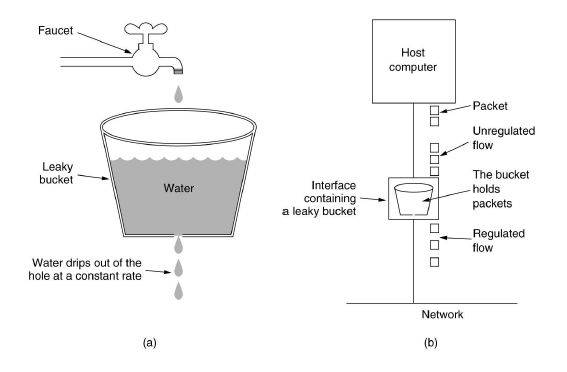 Faucet
Leaky
bucket
Water
Water drips out of the
hole at a constant rate
(a)
Host
computer
Packet
Unregulated
flow
The bucket
holds
packets
Interface
containing
a leaky bucket
Regulated
flow
Network
(b)